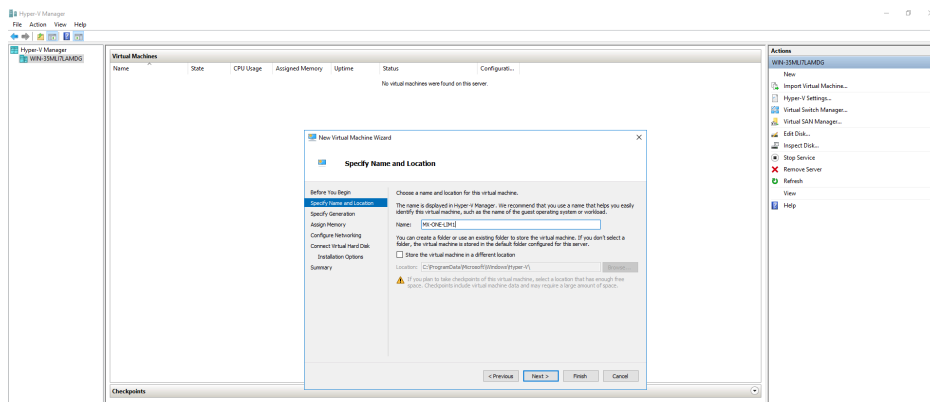 Hyper-V Manager
File Action View Help
Hyper-V Manager
WIN-35MLI7LAMDG
Virtual Machines
Name State CPU Usage Assigned Memory Uptime Status Configurati...
No virtual machines were found on this server.
New Virtual Machine Wizard
Specify Name and Location
Before You Begin
Specify Name and Location
Specify Generation
Assign Memory
Configure Networking
Connect Virtual Hard Disk
Installation Options
Summary
Choose a name and location for this virtual machine.
The name is displayed in Hyper-V Manager. We recommend that you use a name that helps you easily
identify this virtual machine, such as the name of the guest operating system or workload.
Name: MX-ONE-LIM1
You can create a folder or use an existing folder to store the virtual machine. If you don't select a
folder, the virtual machine is stored in the default folder configured for this server.
Store the virtual machine in a different location
Location: C:\ProgramData\Microsoft\Windows\Hyper-V\ Browse...
If you plan to take checkpoints of this virtual machine, select a location that has enough free
space. Checkpoints include virtual machine data and may require a large amount of space.
< Previous Next > Finish Cancel
Checkpoints
Actions
WIN-35MLI7LAMDG
New
Import Virtual Machine...
Hyper-V Settings...
Virtual Switch Manager...
Virtual SAN Manager...
Edit Disk...
Inspect Disk...
Stop Service
Remove Server
Refresh
View
Help